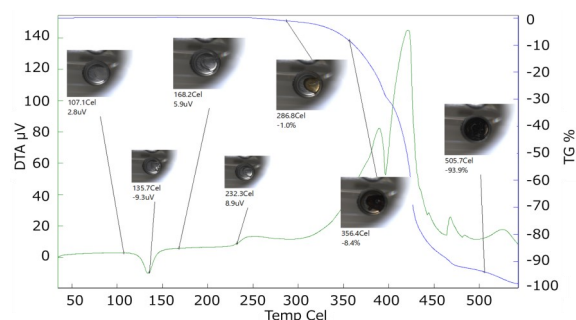 140
120
100
80
60
40
20
0
DTA µV
107.1Cel
2.8uV
135.7Cel
-9.3uV
168.2Cel
5.9uV
232.3Cel
8.9uV
286.8Cel
-1.0%
356.4Cel
-8.4%
505.7Cel
-93.9%
0
-10
-20
-30
-40
-50
-60
-70
-80
-90
-100
TG %
50
100
150
200
250
300
350
400
450
500
Temp Cel